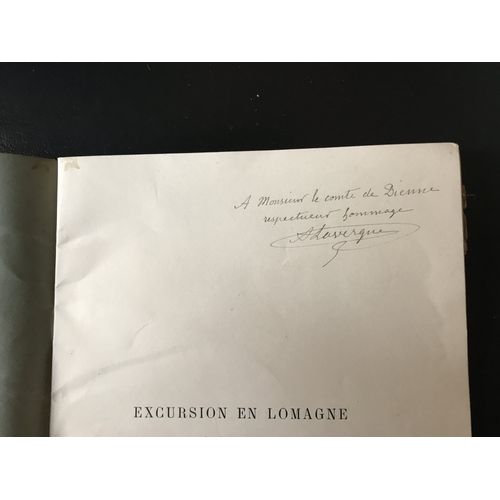 A Monsieur le comte de Dienne
respectueux hommage
A Lavergne
EXCURSION EN LOMAGNE